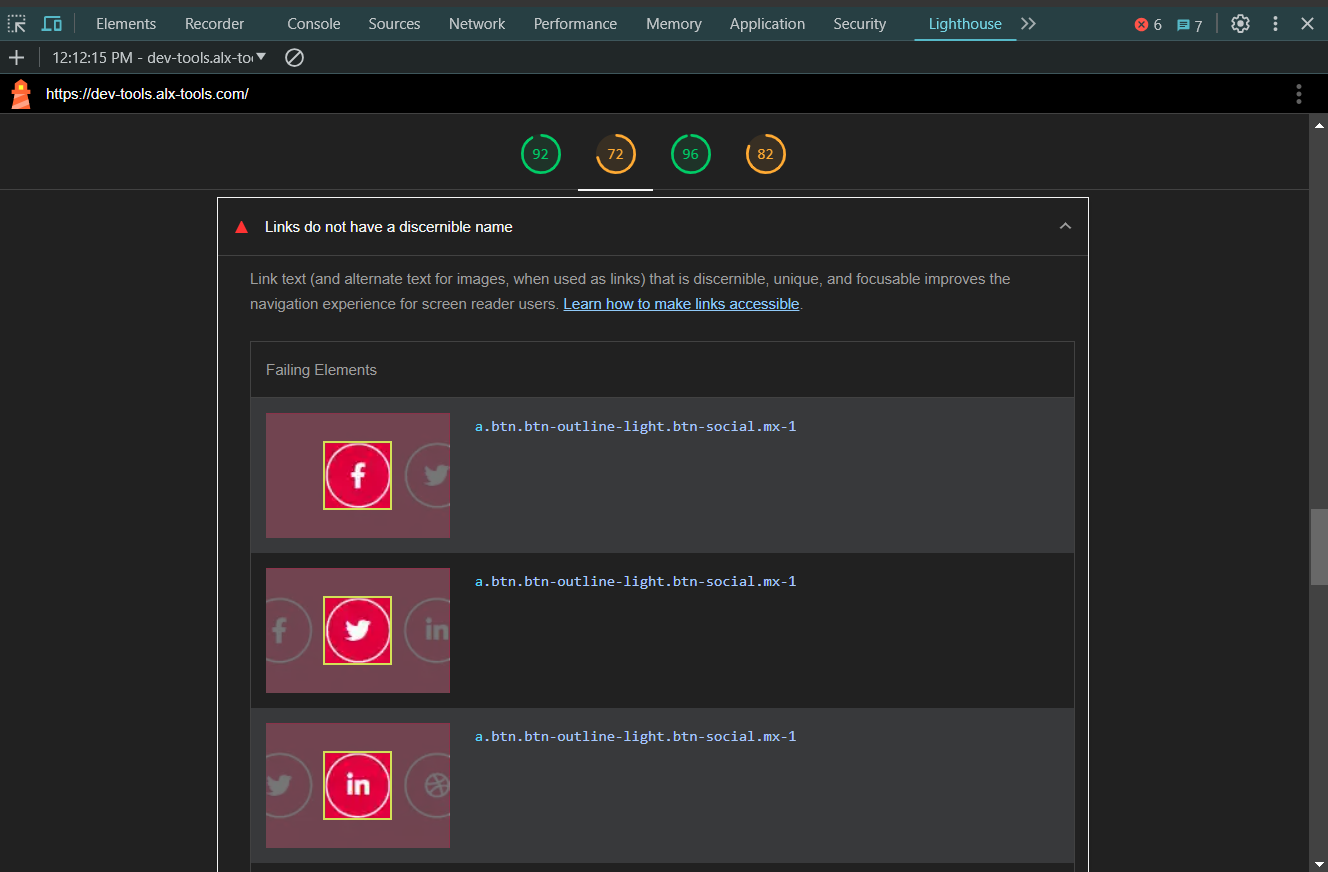 Elements Recorder Console Sources Network Performance Memory Application Security Lighthouse 6 7
12:12:15 PM - dev-tools.alx-to
https://dev-tools.alx-tools.com/
92 72 96 82
Links do not have a discernible name
Link text (and alternate text for images, when used as links) that is discernible, unique, and focusable improves the
navigation experience for screen reader users. Learn how to make links accessible.
Failing Elements
a.btn.btn-outline-light.btn-social.mx-1
a.btn.btn-outline-light.btn-social.mx-1
in
a.btn.btn-outline-light.btn-social.mx-1
in